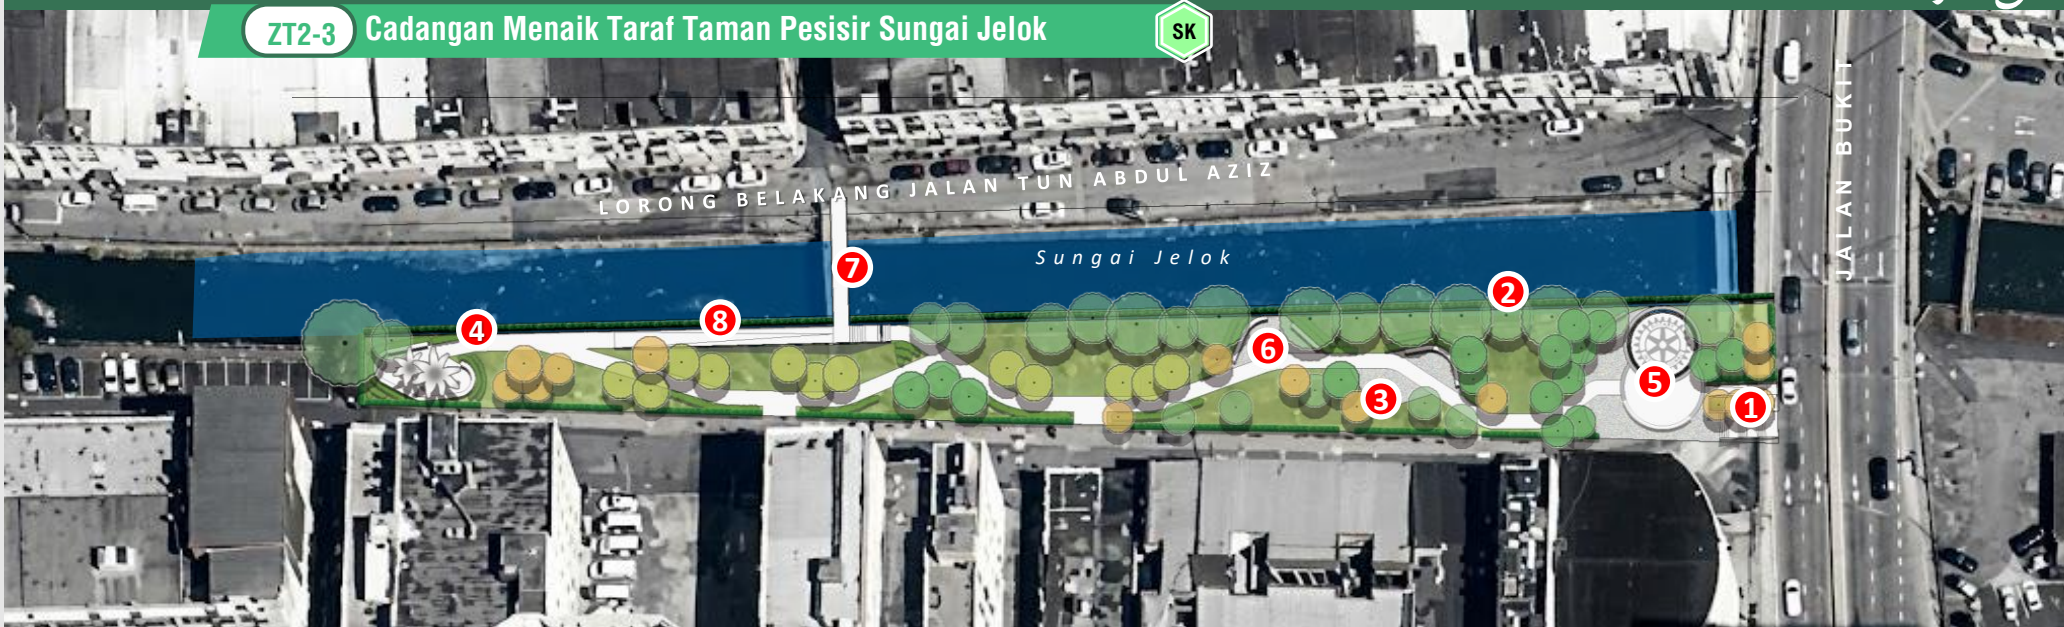 ZT2-3
Cadangan Menaik Taraf Taman Pesisir Sungai Jelok
SK
JALAN BUKIT
LORONG BELAKANG JALAN TUN ABDUL AZIZ
Sungai Jelok
7
2
8
4
6
5
3
1